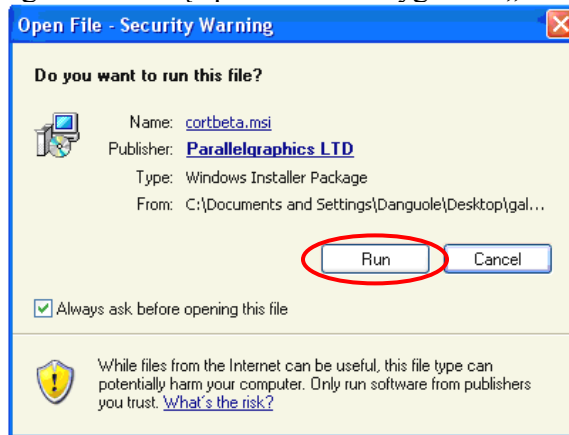 Open File - Security Warning
Do you want to run this file?
Name: cortbeta.msi
Publisher: Parallelgraphics LTD
Type: Windows Installer Package
From: C:\Documents and Settings\Danguole\Desktop\gal...
Run Cancel
Always ask before opening this file
While files from the Internet can be useful, this file type can
potentially harm your computer. Only run software from publishers
you trust. What's the risk?